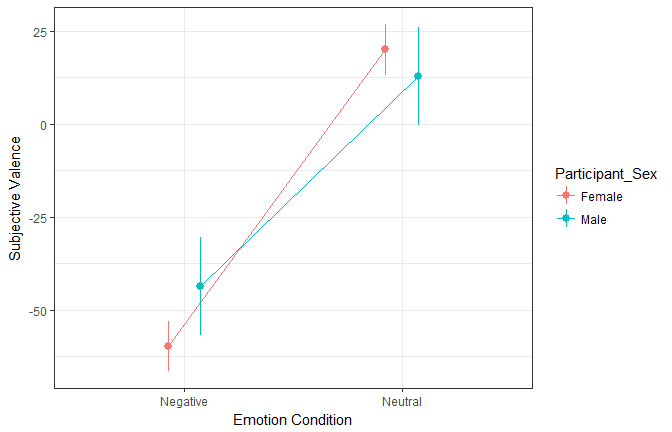 25
0
-25
-50
Subjective Valence
Negative
Neutral
Emotion Condition
Participant_Sex
Female
Male